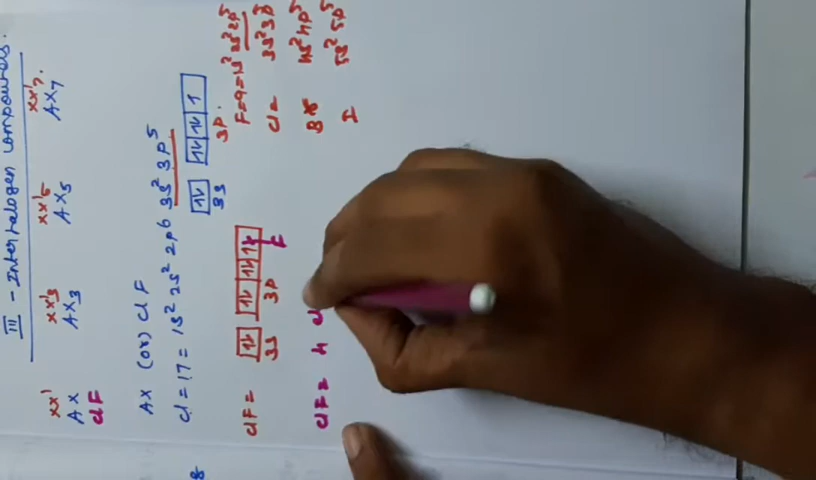 III - Interhalogen compounds.
xx' xx'3 xx'5 xx'7.
AX AX3 AX5 AX7
ClF
AX (or) ClF
Cl = 17 = 1s² 2s² 2p⁶ 3s² 3p⁵
3s 3p.
ClF =
3s 3p F
F=9=1s² 2s² 2p⁵
Cl = 3s² 3p⁵
Br 4s² 4p⁵
I 5s² 5p⁵
ClF =
8